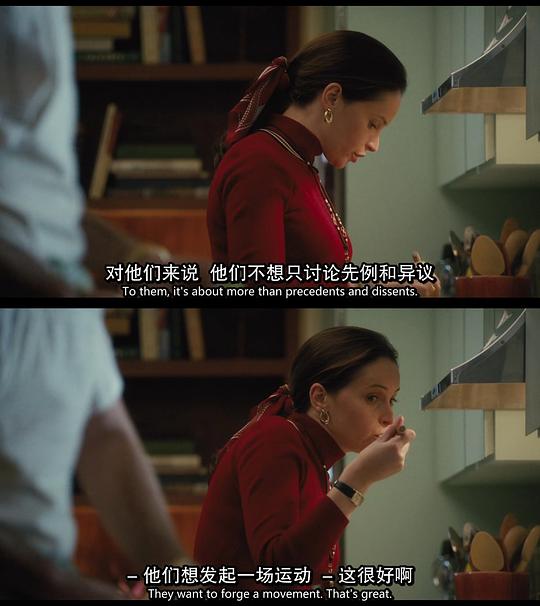 对他们来说 他们不想只讨论先例和异议
To them, it's about more than precedents and dissents.
– 他们想发起一场运动 – 这很好啊
They want to forge a movement. That's great.